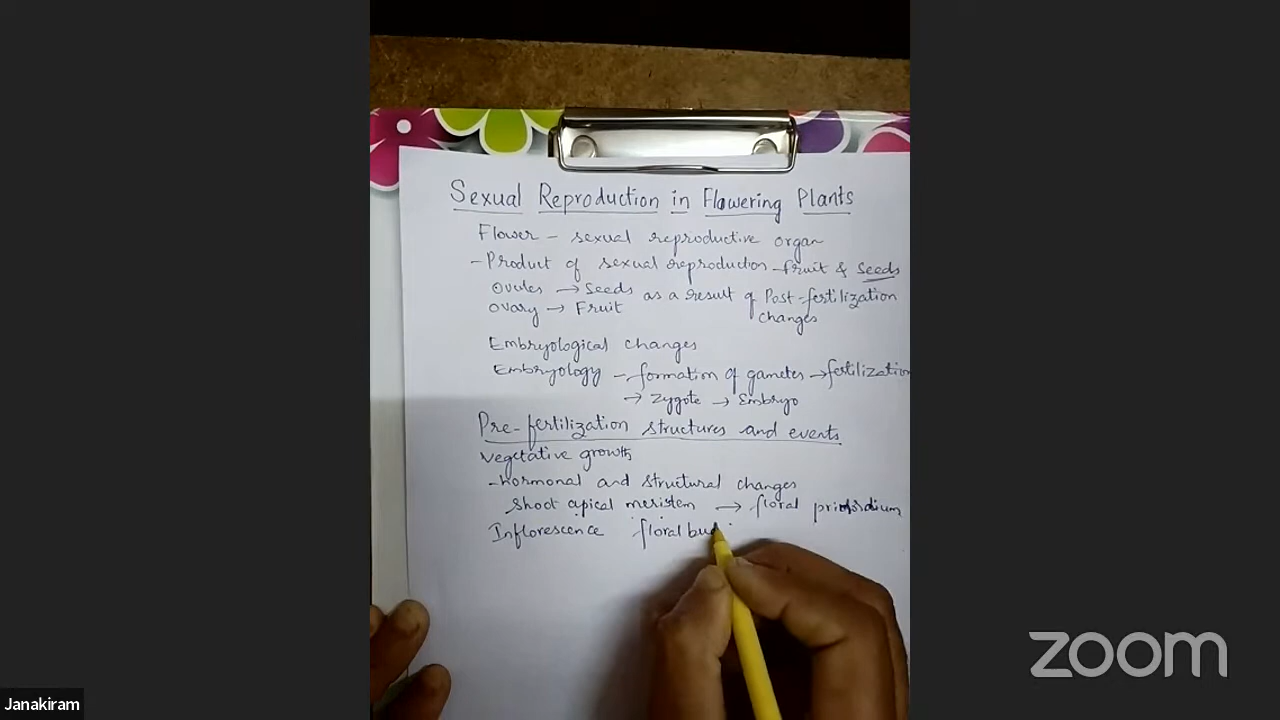 Sexual Reproduction in Flowering Plants
Flower - sexual reproductive organ
- Product of sexual reproduction - Fruit & Seeds
Ovules → Seeds as a result of Post-fertilization
Ovary → Fruit changes
Embryological changes
Embryology - formation of gametes → fertilization
→ Zygote → Embryo
Pre-fertilization structures and events
Vegetative growth
- hormonal and structural changes
Shoot apical meristem → floral primordium
Inflorescence floral bud
zoom
Janakiram